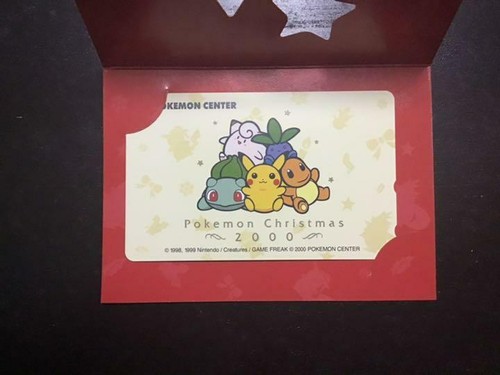 POKEMON CENTER
Pokemon Christmas
2000
© 1998, 1999 Nintendo / Creatures / GAME FREAK © 2000 POKEMON CENTER